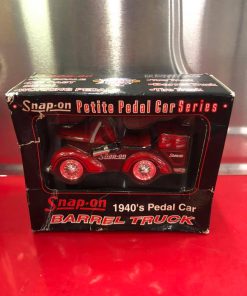 Snap-on Petite Pedal Car Series
Snap-on
Snap-on 1940's Pedal Car
BARREL TRUCK